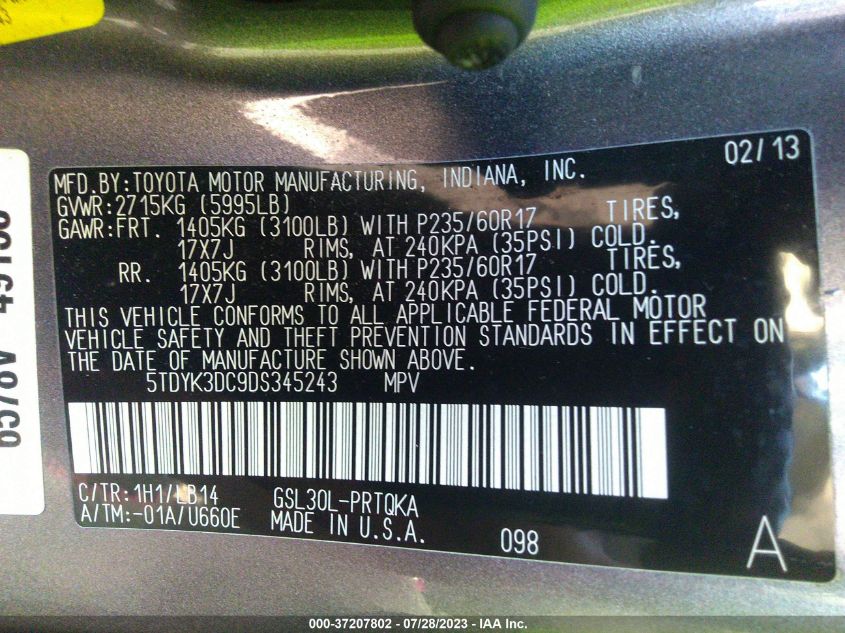 02/13
MFD.BY:TOYOTA MOTOR MANUFACTURING, INDIANA, INC.
GVWR:2715KG (5995LB)
GAWR:FRT. 1405KG (3100LB) WITH P235/60R17 TIRES,
17X7J RIMS, AT 240KPA (35PSI) COLD.
RR. 1405KG (3100LB) WITH P235/60R17 TIRES,
17X7J RIMS, AT 240KPA (35PSI) COLD.
THIS VEHICLE CONFORMS TO ALL APPLICABLE FEDERAL MOTOR
VEHICLE SAFETY AND THEFT PREVENTION STANDARDS IN EFFECT ON
THE DATE OF MANUFACTURE SHOWN ABOVE.
5TDYK3DC9DS345243 MPV
C/TR:1H1/LB14 GSL30L-PRTQKA
A/TM:-01A/U660E MADE IN U.S.A.
098 A
000-37207802 - 07/28/2023 - IAA Inc.